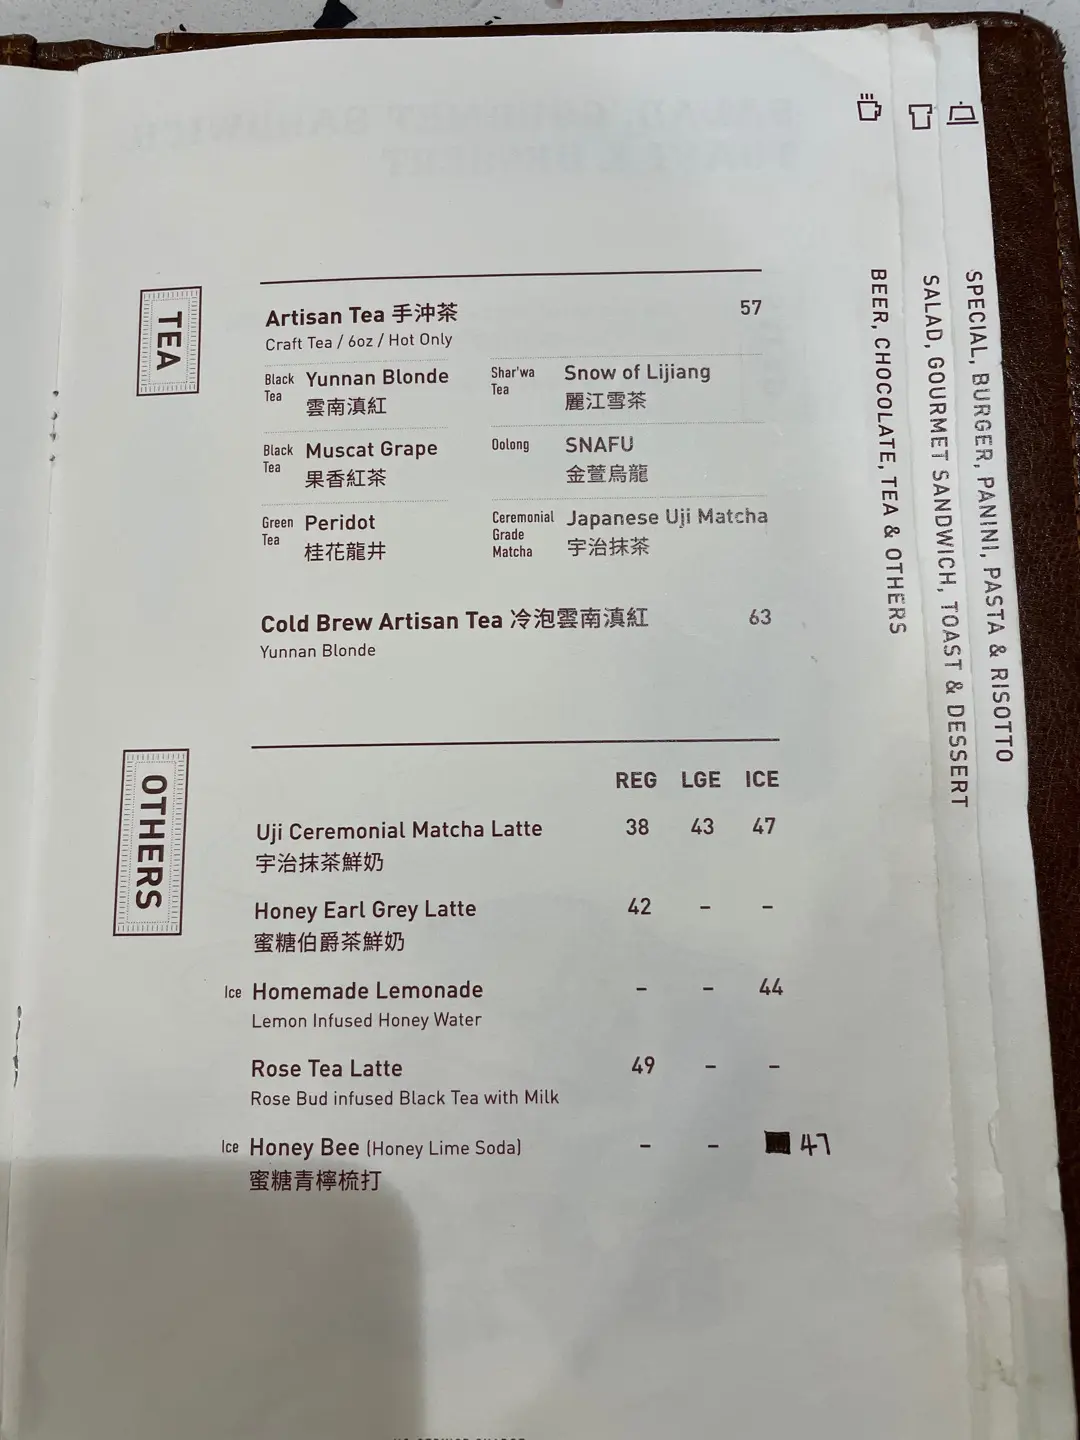 TEA
Artisan Tea 手沖茶 57
Craft Tea / 6oz / Hot Only
Black Tea Yunnan Blonde
雲南滇紅
Shar'wa Tea Snow of Lijiang
麗江雪茶
Black Tea Muscat Grape
果香紅茶
Oolong SNAFU
金萱烏龍
Green Tea Peridot
桂花龍井
Ceremonial Grade Matcha Japanese Uji Matcha
宇治抹茶
Cold Brew Artisan Tea 冷泡雲南滇紅 63
Yunnan Blonde
OTHERS
REG LGE ICE
Uji Ceremonial Matcha Latte 38 43 47
宇治抹茶鮮奶
Honey Earl Grey Latte 42 – –
蜜糖伯爵茶鮮奶
Ice Homemade Lemonade – – 44
Lemon Infused Honey Water
Rose Tea Latte 49 – –
Rose Bud infused Black Tea with Milk
Ice Honey Bee (Honey Lime Soda) – – 47
蜜糖青檸梳打
BEER, CHOCOLATE, TEA & OTHERS
SALAD, GOURMET SANDWICH, TOAST & DESSERT
SPECIAL, BURGER, PANINI, PASTA & RISOTTO